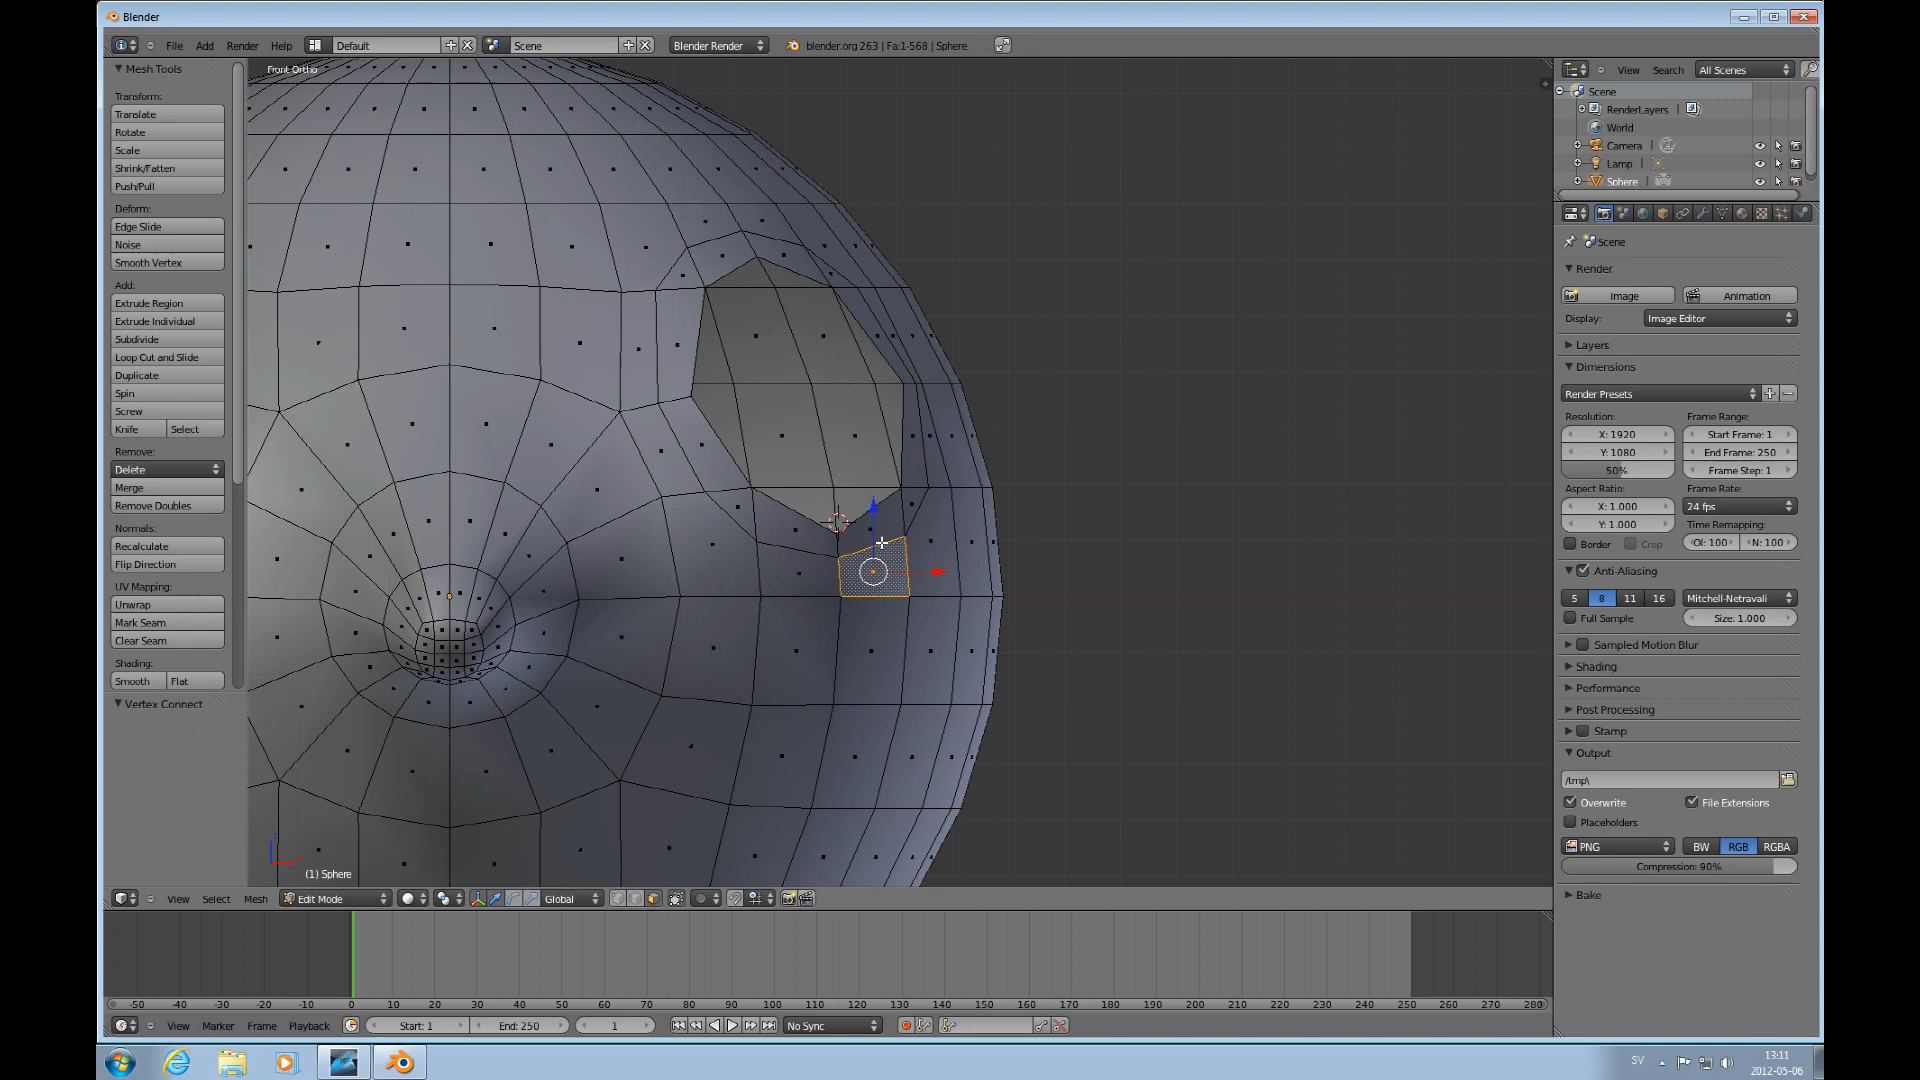 Blender
File Add Render Help Default Scene Blender Render blender.org 263 | Fa:1-568 | Sphere
Mesh Tools
Transform:
Translate
Rotate
Scale
Shrink/Fatten
Push/Pull
Deform:
Edge Slide
Noise
Smooth Vertex
Add:
Extrude Region
Extrude Individual
Subdivide
Loop Cut and Slide
Duplicate
Spin
Screw
Knife Select
Remove:
Delete
Merge
Remove Doubles
Normals:
Recalculate
Flip Direction
UV Mapping:
Unwrap
Mark Seam
Clear Seam
Shading:
Smooth Flat
Vertex Connect
Front Ortho
(1) Sphere
View Select Mesh Edit Mode Global
-50 -40 -30 -20 -10 0 10 20 30 40 50 60 70 80 90 100 110 120 130 140 150 160 170 180 190 200 210 220 230 240 250 260 270 280
View Marker Frame Playback Start: 1 End: 250 1 No Sync
View Search All Scenes
Scene
RenderLayers |
World
Camera |
Lamp |
Sphere |
Scene
Render
Image Animation
Display: Image Editor
Layers
Dimensions
Render Presets
Resolution: Frame Range:
X: 1920 Start Frame: 1
Y: 1080 End Frame: 250
50% Frame Step: 1
Aspect Ratio: Frame Rate:
X: 1.000 24 fps
Y: 1.000 Time Remapping:
Border Crop Ol: 100 N: 100
Anti-Aliasing
5 8 11 16 Mitchell-Netravali
Full Sample Size: 1.000
Sampled Motion Blur
Shading
Performance
Post Processing
Stamp
Output
/tmp\
Overwrite File Extensions
Placeholders
PNG BW RGB RGBA
Compression: 90%
Bake
SV 13:11
2012-05-06